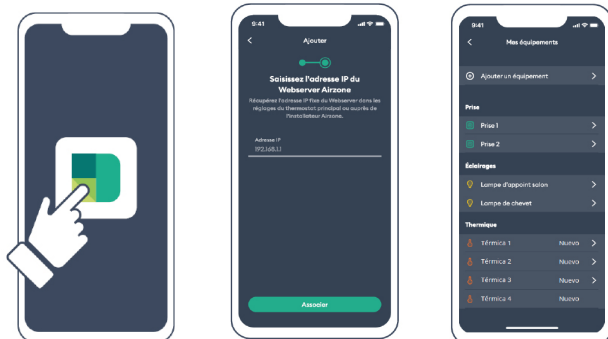 9:41
Ajouter
Saisissez l'adresse IP du
Webserver Airzone
Récupérez l'adresse IP fixe du Webserver dans les
réglages du thermostat principal ou auprès de
l'installateur Airzone.
Adresse IP
192.168.1.1
Associer
9:41
Mes équipements
Ajouter un équipement
Prise
Prise 1
Prise 2
Éclairages
Lampe d'appoint salon
Lampe de chevet
Thermique
Térmica 1 Nuevo
Térmica 2 Nuevo
Térmica 3 Nuevo
Térmica 4 Nuevo